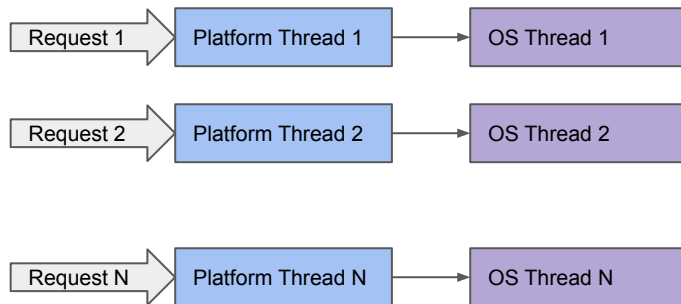 Request 1 Platform Thread 1 OS Thread 1
Request 2 Platform Thread 2 OS Thread 2
Request N Platform Thread N OS Thread N